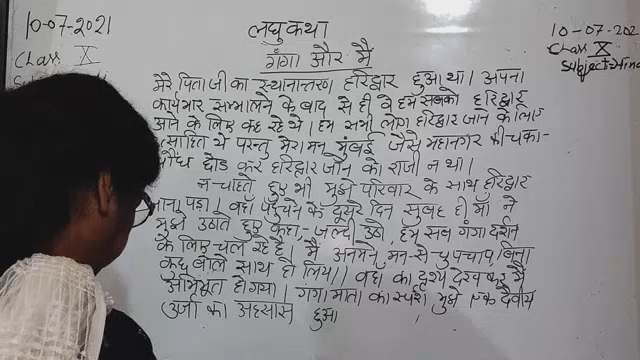 10-07-2021 लघु कथा 10-07-202
Class X गंगा और मैं Class X
मेरे पिताजी का स्थानान्तरण हरिद्वार हुआ था। अपना Subject:Hin
कार्यभार सम्भालने के बाद से ही वे हम सबको हरिद्वार
आने के लिए कह रहे थे। हम सभी लोग हरिद्वार जाने के लिए
त्साहित थे परन्तु मेरा मन मुंबई जैसे महानगर की चका-
चौंध छोड कर हरिद्वार जाने को राजी न था।
न चाहते हुए भी मुझे परिवार के साथ हरिद्वार
जाना पड़ा। वहाँ पहुंचने के दूसरे दिन सुबह ही माँ ने
मुझे उठाते हुए कहा- जल्दी उठो, हम सब गंगा दर्शन
के लिए चल रहे है। मैं अनमने मन-से चुपचाप बिना
कुछ बोले साथ हो लिया। वहा का दृश्य देख कर मैं
अभिभूत हो गया। गंगा माता का स्पर्श मुझे एक दैवीय
उर्जा का अहसास हुआ